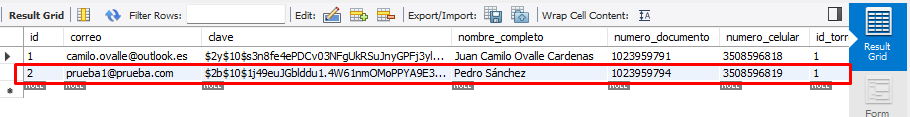 Result Grid Filter Rows: Edit: Export/Import: Wrap Cell Content: IA
id correo clave nombre_completo numero_documento numero_celular id_torr
1 camilo.ovalle@outlook.es $2y$10$s3n8fe4ePDCv03NFgUkRSuJnyGPFj3yl... Juan Camilo Ovalle Cardenas 1023959791 3508596818 1
2 prueba1@prueba.com $2b$10$1j49euJGblddu1.4W61nmOMoPPYA9E3... Pedro Sánchez 1023959794 3508596819 1
NULL NULL NULL NULL NULL NULL NULL
Result
Grid
Form